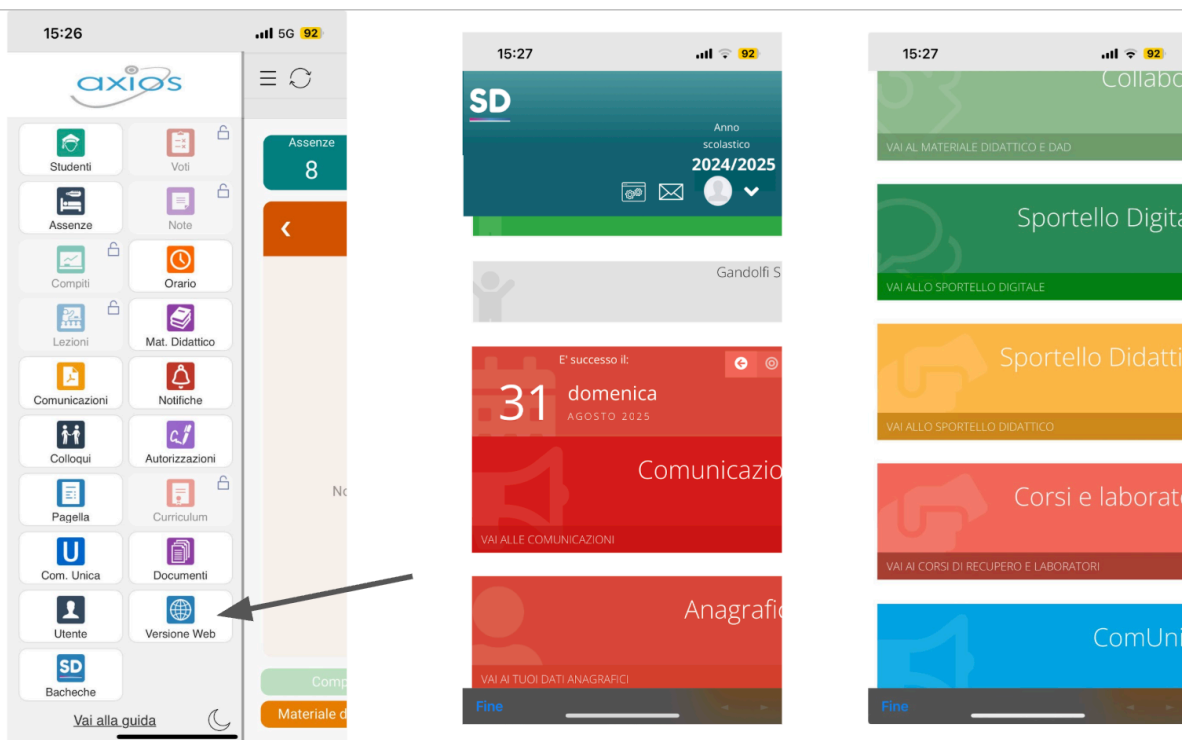 15:26
5G 92
axios
Studenti
Voti
Assenze
Note
Compiti
Orario
Lezioni
Mat. Didattico
Comunicazioni
Notifiche
Colloqui
Autorizzazioni
Pagella
Curriculum
U
Com. Unica
Documenti
Utente
Versione Web
SD
Bacheche
Vai alla guida
Assenze
8
No
Comp
Materiale d
15:27
92
SD
Anno
scolastico
2024/2025
Gandolfi S
E' successo il:
31 domenica
AGOSTO 2025
Comunicazio
VAI ALLE COMUNICAZIONI
Anagrafic
VAI AI TUOI DATI ANAGRAFICI
Fine
15:27
92
Collabo
VAI AL MATERIALE DIDATTICO E DAD
Sportello Digita
VAI ALLO SPORTELLO DIGITALE
Sportello Didatti
VAI ALLO SPORTELLO DIDATTICO
Corsi e laborato
VAI AI CORSI DI RECUPERO E LABORATORI
ComUni
Fine